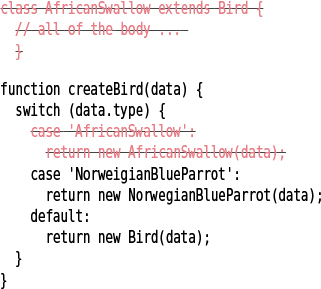 class AfricanSwallow extends Bird {
// all of the body ...
}
function createBird(data) {
switch (data.type) {
case 'AfricanSwallow':
return new AfricanSwallow(data);
case 'NorweigianBlueParrot':
return new NorwegianBlueParrot(data);
default:
return new Bird(data);
}
}